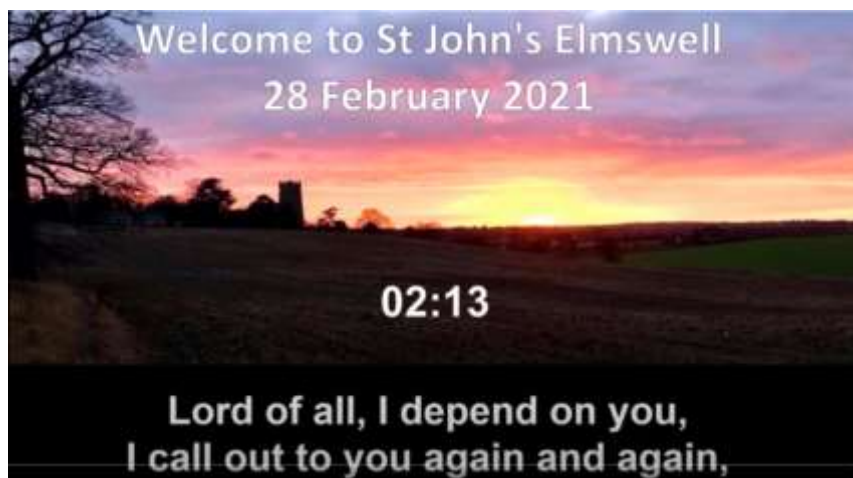 Welcome to St John's Elmswell
28 February 2021
02:13
Lord of all, I depend on you,
I call out to you again and again,